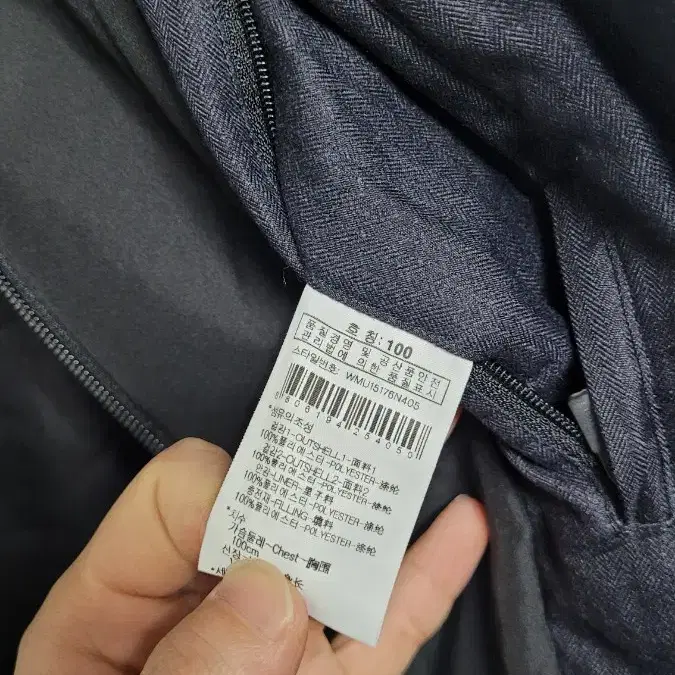 호 칭: 100
품질경영 및 공산품안전
관리법에 의한 품질표시
스타일번호: WMU15176N405
8806194254050
*섬유의 조성
겉감1-OUTSHELL1-面料1
100%폴리에스터-POLYESTER-涤纶
겉감2-OUTSHELL2-面料2
100%폴리에스터-POLYESTER-涤纶
안감-LINER-里子料
100%폴리에스터-POLYESTER-涤纶
충전재-FILLING-填料
100%폴리에스터-POLYESTER-涤纶
*치수
가슴둘레-Chest-胸围
100cm
신장